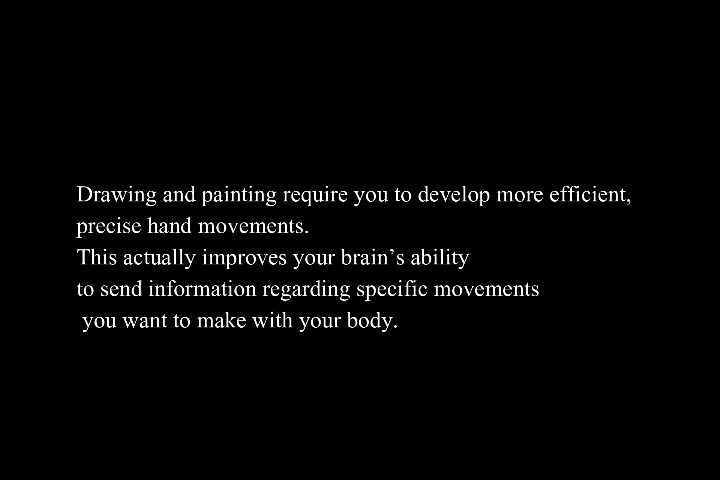 Drawing and painting require you to develop more efficient,
precise hand movements.
This actually improves your brain’s ability
to send information regarding specific movements
you want to make with your body.